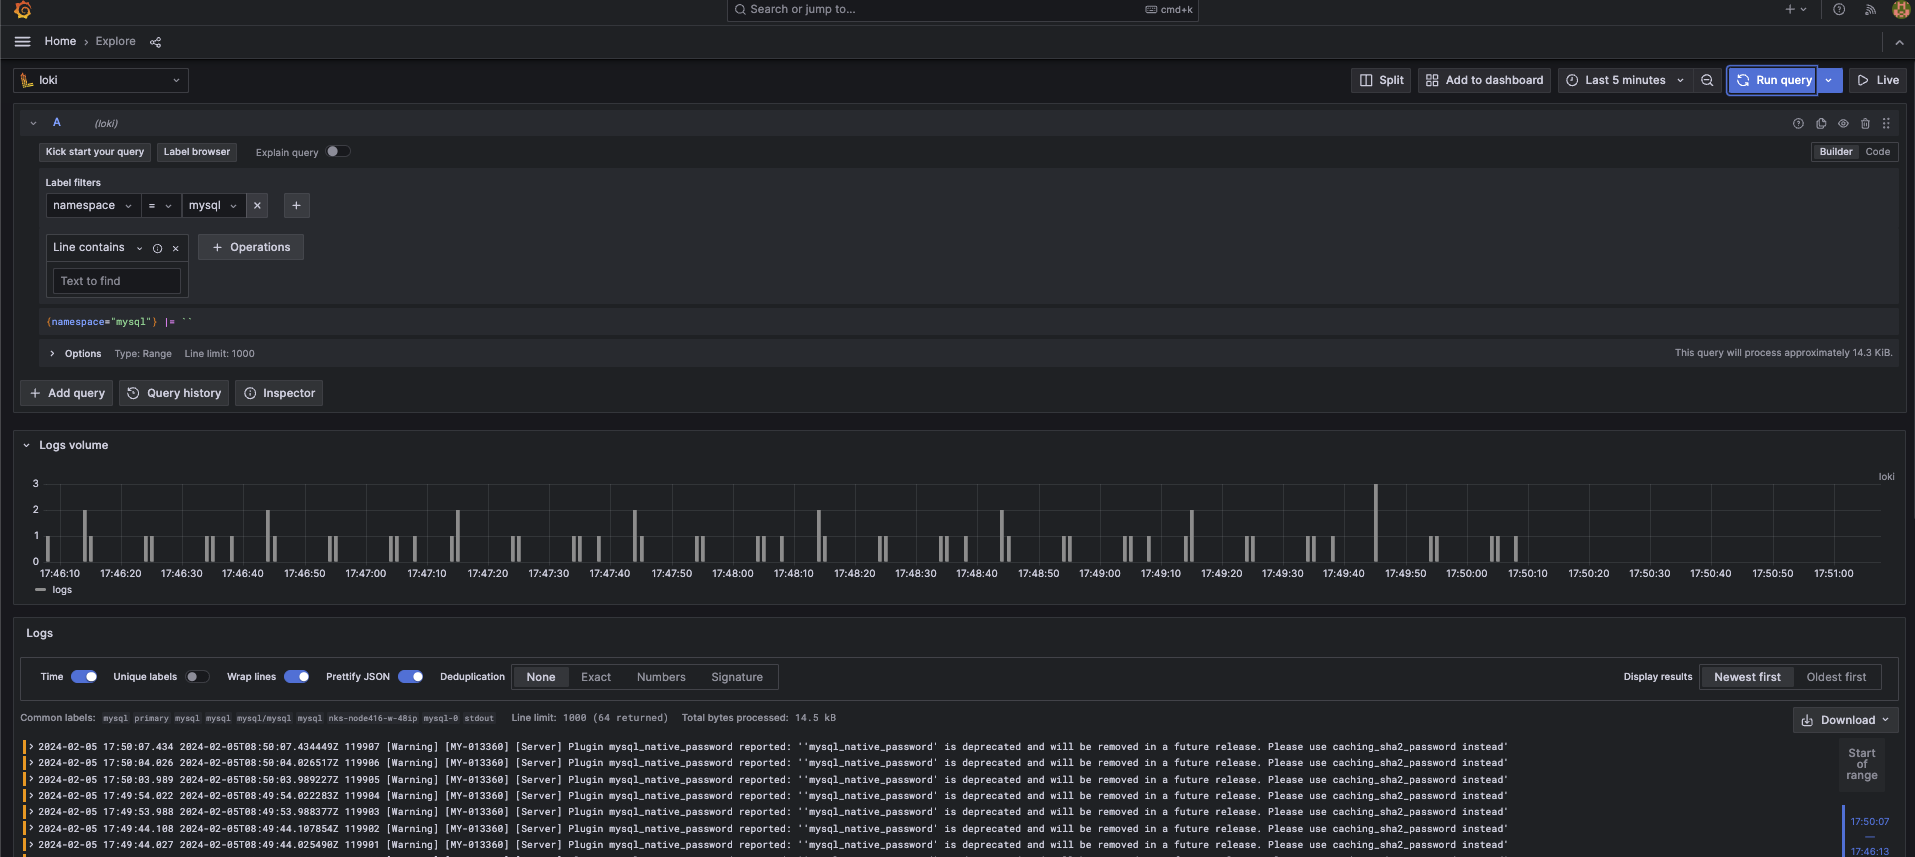 Search or jump to...
cmd+k
Home › Explore
loki
Split
Add to dashboard
Last 5 minutes
Run query
Live
A (loki)
Kick start your query
Label browser
Explain query
Builder
Code
Label filters
namespace
=
mysql
Line contains
Operations
Text to find
{namespace="mysql"} |= ``
Options Type: Range Line limit: 1000
This query will process approximately 14.3 KiB.
+ Add query
Query history
Inspector
Logs volume
loki
3
2
1
0
17:46:10 17:46:20 17:46:30 17:46:40 17:46:50 17:47:00 17:47:10 17:47:20 17:47:30 17:47:40 17:47:50 17:48:00 17:48:10 17:48:20 17:48:30 17:48:40 17:48:50 17:49:00 17:49:10 17:49:20 17:49:30 17:49:40 17:49:50 17:50:00 17:50:10 17:50:20 17:50:30 17:50:40 17:50:50 17:51:00
logs
Logs
Time
Unique labels
Wrap lines
Prettify JSON
Deduplication
None
Exact
Numbers
Signature
Display results
Newest first
Oldest first
Common labels: mysql primary mysql mysql mysql/mysql mysql nks-node416-w-48ip mysql-0 stdout Line limit: 1000 (64 returned) Total bytes processed: 14.5 kB
Download
2024-02-05 17:50:07.434 2024-02-05T08:50:07.434449Z 119907 [Warning] [MY-013360] [Server] Plugin mysql_native_password reported: ''mysql_native_password' is deprecated and will be removed in a future release. Please use caching_sha2_password instead'
2024-02-05 17:50:04.026 2024-02-05T08:50:04.026517Z 119906 [Warning] [MY-013360] [Server] Plugin mysql_native_password reported: ''mysql_native_password' is deprecated and will be removed in a future release. Please use caching_sha2_password instead'
2024-02-05 17:50:03.989 2024-02-05T08:50:03.989227Z 119905 [Warning] [MY-013360] [Server] Plugin mysql_native_password reported: ''mysql_native_password' is deprecated and will be removed in a future release. Please use caching_sha2_password instead'
2024-02-05 17:49:54.022 2024-02-05T08:49:54.022283Z 119904 [Warning] [MY-013360] [Server] Plugin mysql_native_password reported: ''mysql_native_password' is deprecated and will be removed in a future release. Please use caching_sha2_password instead'
2024-02-05 17:49:53.988 2024-02-05T08:49:53.988377Z 119903 [Warning] [MY-013360] [Server] Plugin mysql_native_password reported: ''mysql_native_password' is deprecated and will be removed in a future release. Please use caching_sha2_password instead'
2024-02-05 17:49:44.108 2024-02-05T08:49:44.107854Z 119902 [Warning] [MY-013360] [Server] Plugin mysql_native_password reported: ''mysql_native_password' is deprecated and will be removed in a future release. Please use caching_sha2_password instead'
2024-02-05 17:49:44.027 2024-02-05T08:49:44.025490Z 119901 [Warning] [MY-013360] [Server] Plugin mysql_native_password reported: ''mysql_native_password' is deprecated and will be removed in a future release. Please use caching_sha2_password instead'
Start
of
range
17:50:07
—
17:46:13